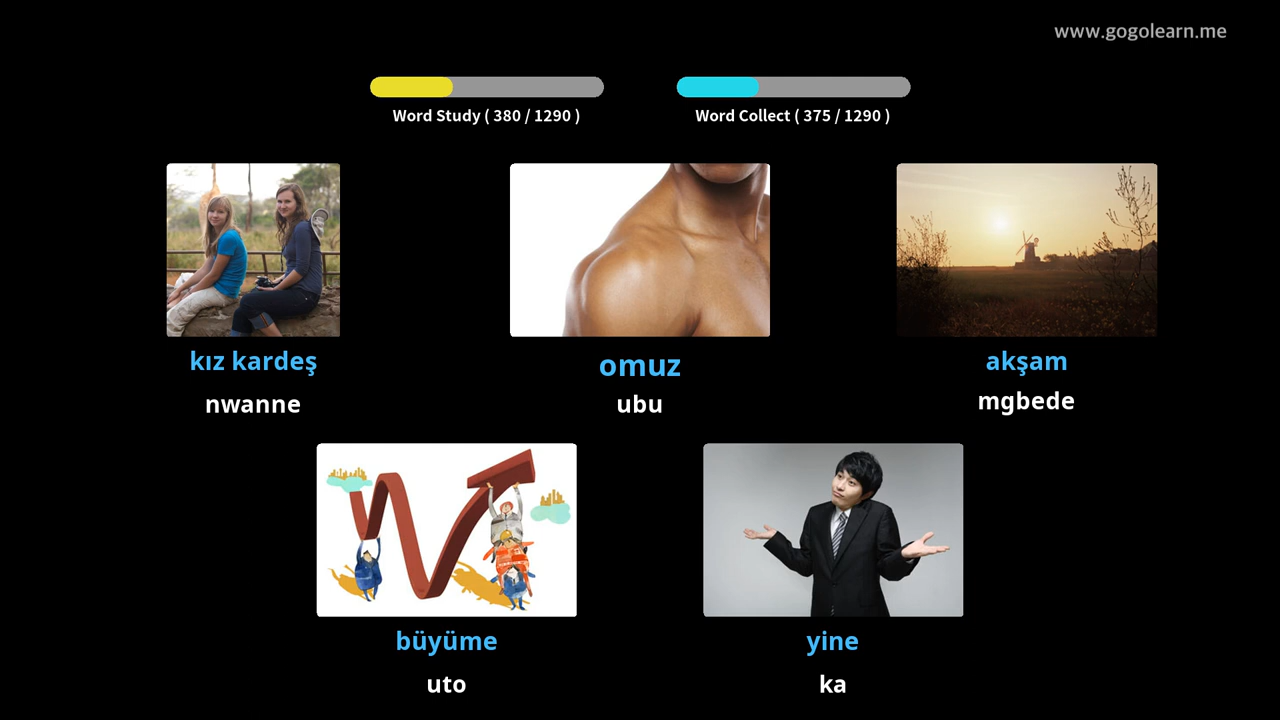 www.gogolearn.me
Word Study ( 380 / 1290 )
Word Collect ( 375 / 1290 )
kız kardeş
nwanne
omuz
ubu
akşam
mgbede
büyüme
uto
yine
ka